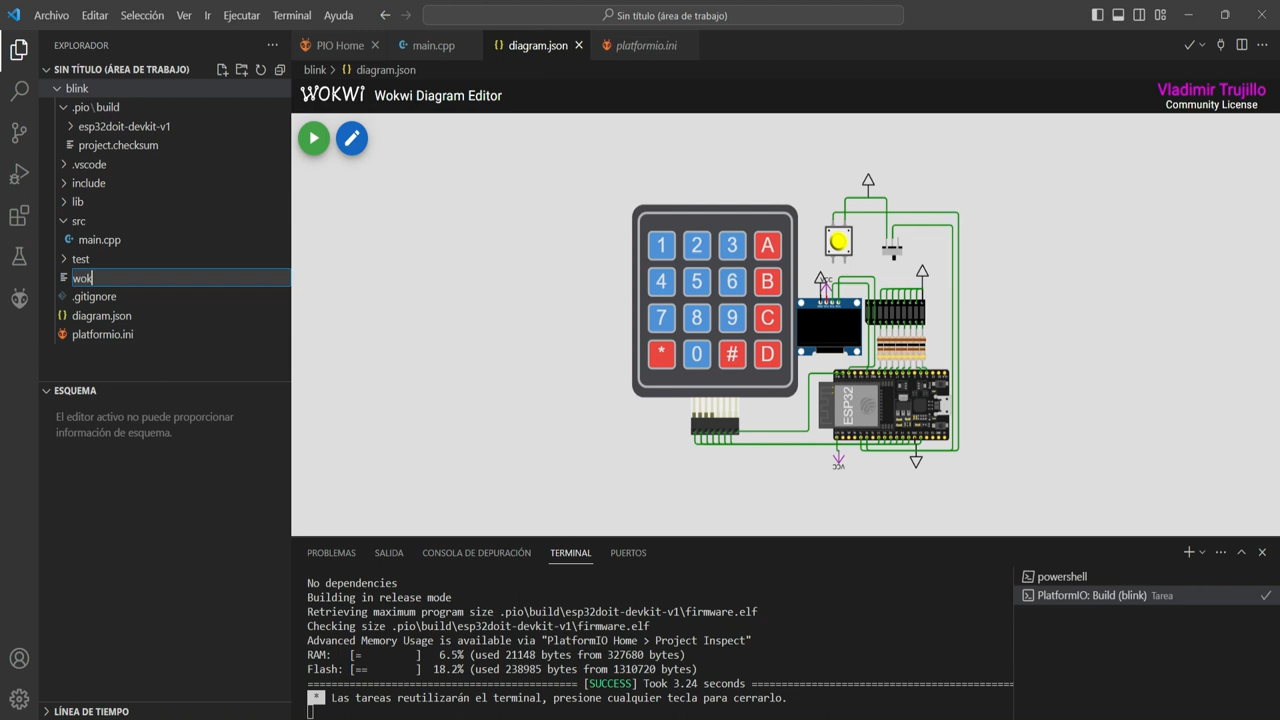 Archivo Editar Selección Ver Ir Ejecutar Terminal Ayuda
Sin título (área de trabajo)
EXPLORADOR
SIN TÍTULO (ÁREA DE TRABAJO)
blink
.pio \ build
esp32doit-devkit-v1
project.checksum
.vscode
include
lib
src
main.cpp
test
wok
.gitignore
diagram.json
platformio.ini
ESQUEMA
El editor activo no puede proporcionar
información de esquema.
LÍNEA DE TIEMPO
PIO Home
main.cpp
diagram.json
platformio.ini
blink > diagram.json
WOKWI Wokwi Diagram Editor
Vladimir Trujillo
Community License
1 2 3 A
4 5 6 B
7 8 9 C
* 0 # D
VCC
ESP32
VCC
PROBLEMAS SALIDA CONSOLA DE DEPURACIÓN TERMINAL PUERTOS
No dependencies
Building in release mode
Retrieving maximum program size .pio\build\esp32doit-devkit-v1\firmware.elf
Checking size .pio\build\esp32doit-devkit-v1\firmware.elf
Advanced Memory Usage is available via "PlatformIO Home > Project Inspect"
RAM: [= ] 6.5% (used 21148 bytes from 327680 bytes)
Flash: [== ] 18.2% (used 238985 bytes from 1310720 bytes)
========================================= [SUCCESS] Took 3.24 seconds =========================================
* Las tareas reutilizarán el terminal, presione cualquier tecla para cerrarlo.
powershell
PlatformIO: Build (blink) Tarea